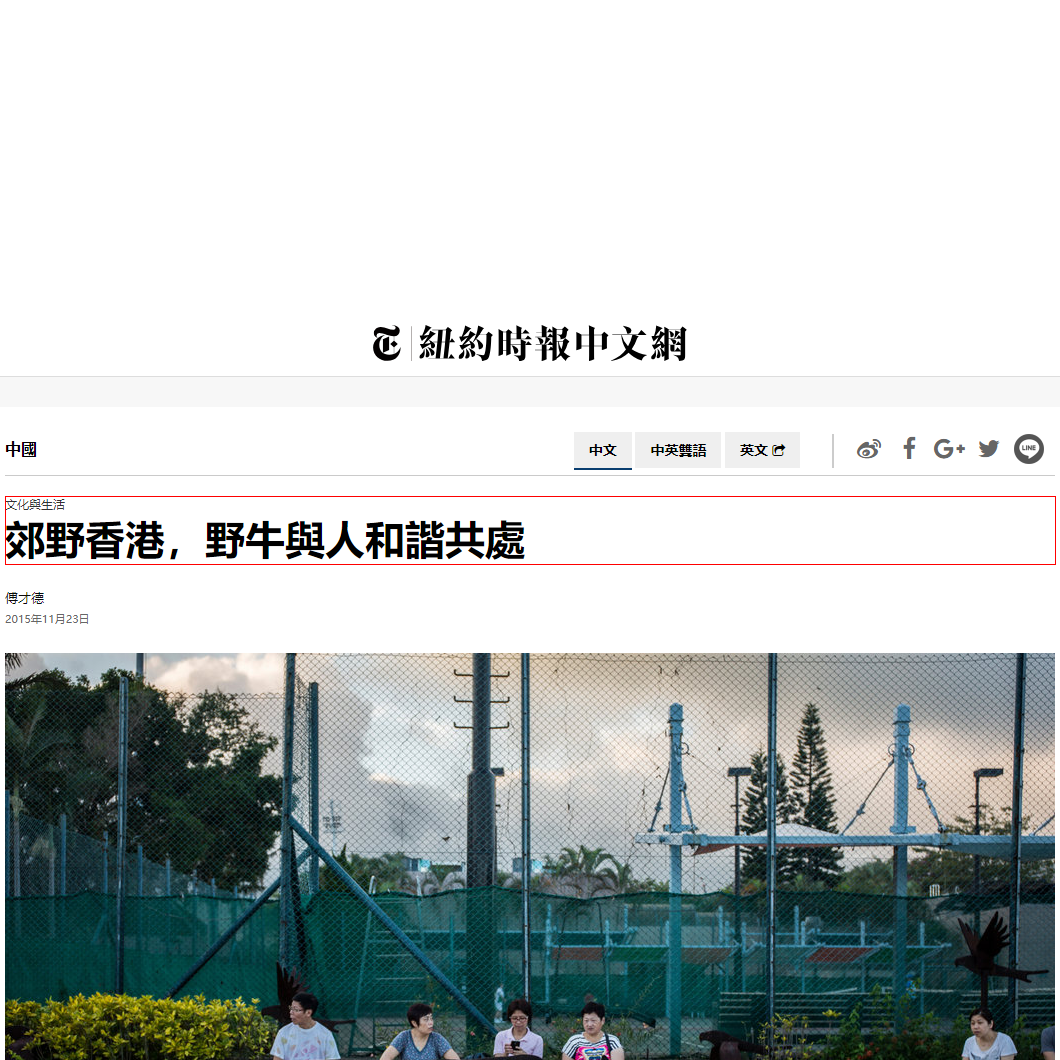 紐約時報中文網
中國
中文
中英雙語
英文
LINE
文化與生活
郊野香港，野牛與人和諧共處
傅才德
2015年11月23日